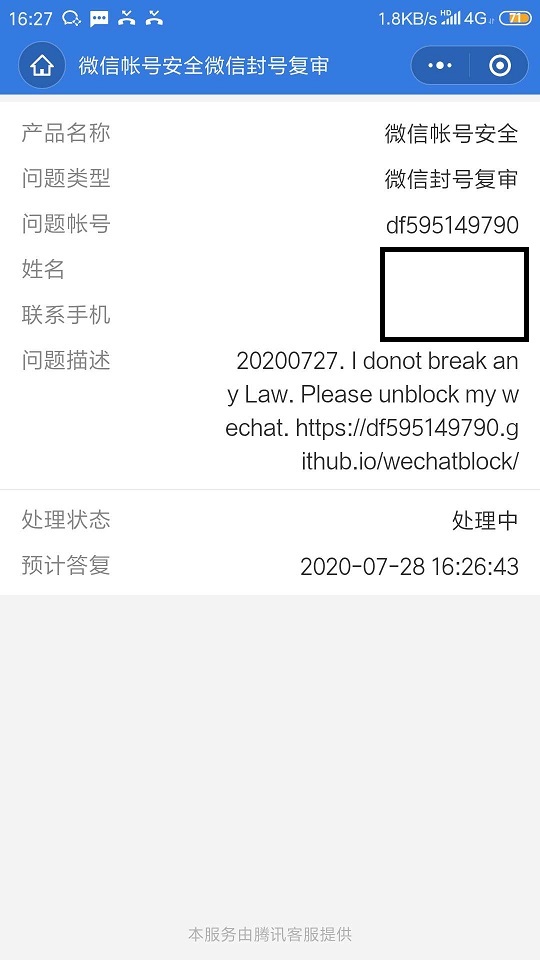 16:27 1.8KB/s HD 4G 71
微信帐号安全微信封号复审
产品名称 微信帐号安全
问题类型 微信封号复审
问题帐号 df595149790
姓名
联系手机
问题描述 20200727. I donot break an
y Law. Please unblock my w
echat. https://df595149790.g
ithub.io/wechatblock/
处理状态 处理中
预计答复 2020-07-28 16:26:43
本服务由腾讯客服提供